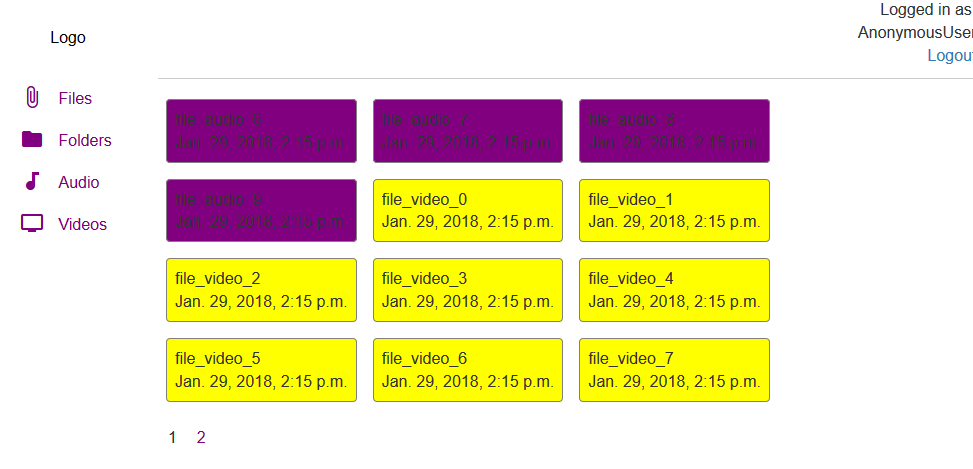 Logged in as
Logo
AnonymousUser
Logout
Files
Folders
Audio
Videos
file_audio_6
Jan. 29, 2018, 2:15 p.m.
file_audio_7
Jan. 29, 2018, 2:15 p.m.
file_audio_8
Jan. 29, 2018, 2:15 p.m.
file_audio_9
Jan. 29, 2018, 2:15 p.m.
file_video_0
Jan. 29, 2018, 2:15 p.m.
file_video_1
Jan. 29, 2018, 2:15 p.m.
file_video_2
Jan. 29, 2018, 2:15 p.m.
file_video_3
Jan. 29, 2018, 2:15 p.m.
file_video_4
Jan. 29, 2018, 2:15 p.m.
file_video_5
Jan. 29, 2018, 2:15 p.m.
file_video_6
Jan. 29, 2018, 2:15 p.m.
file_video_7
Jan. 29, 2018, 2:15 p.m.
1 2